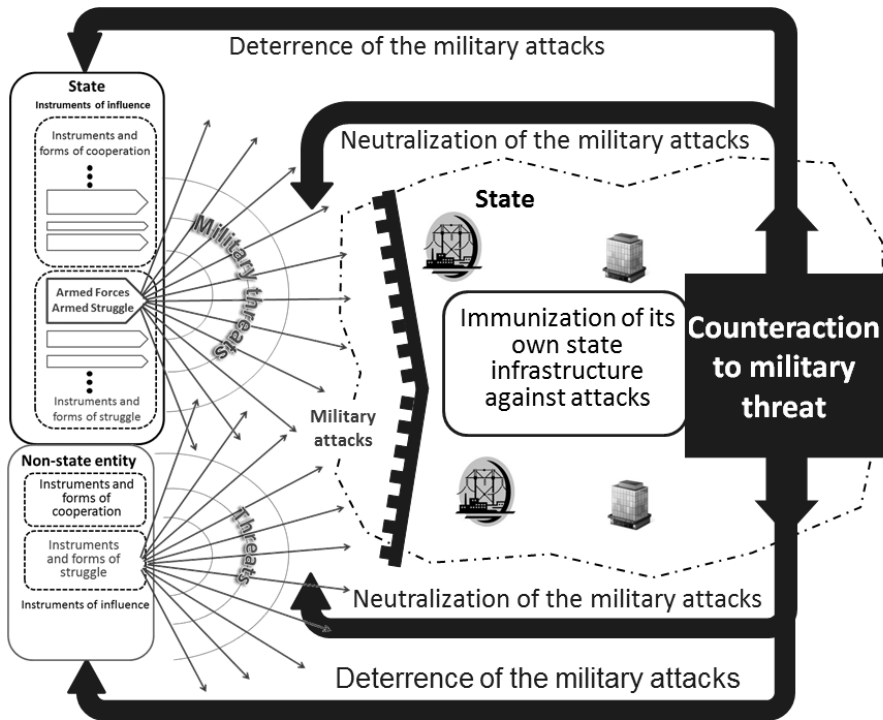 Deterrence of the military attacks
State
Instruments of influence
Instruments and
forms of cooperation
Neutralization of the military attacks
State
Military threats
Armed Forces
Armed Struggle
Immunization of its
own state
infrastructure
against attacks
Counteraction
to military
threat
Instruments and
forms of struggle
Military
attacks
Non-state entity
Instruments and
forms of
cooperation
Threats
Instruments
and forms of
struggle
Instruments of influence
Neutralization of the military attacks
Deterrence of the military attacks